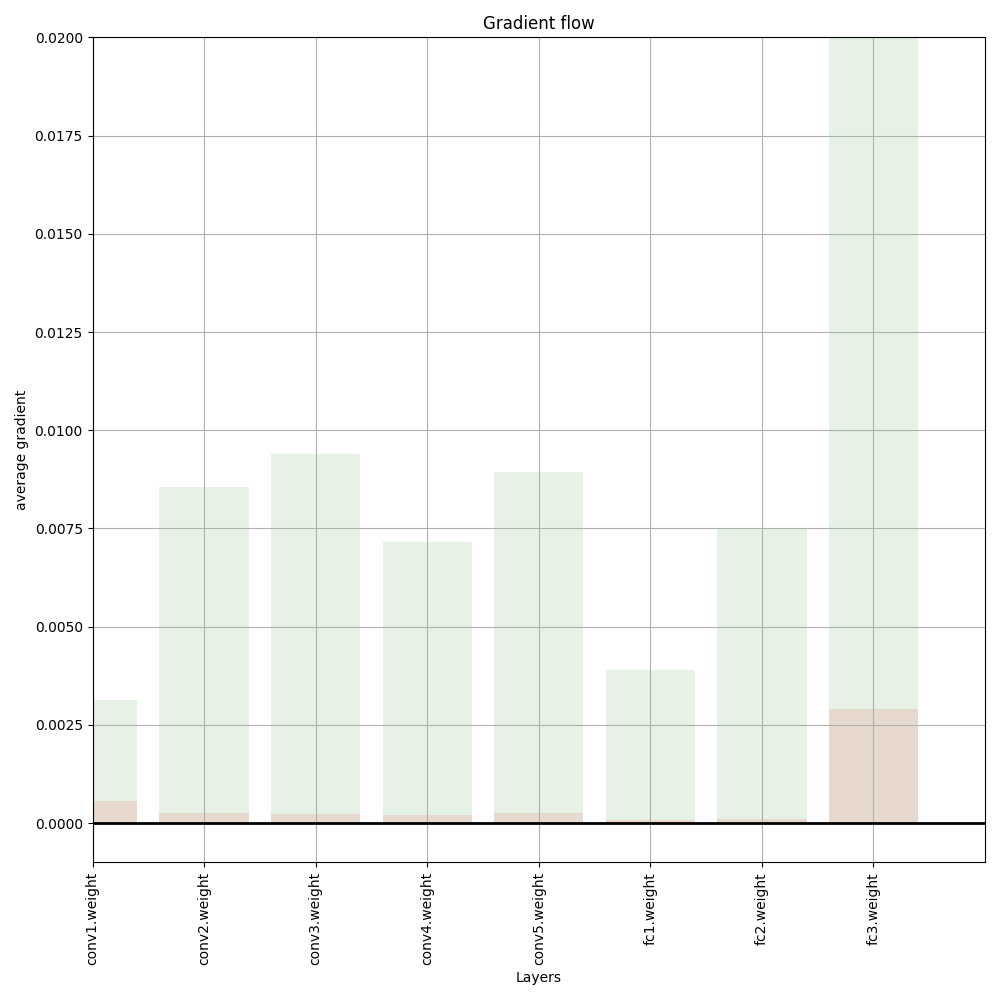 Gradient flow
0.0200
0.0175
0.0150
0.0125
0.0100
0.0075
0.0050
0.0025
0.0000
average gradient
conv1.weight
conv2.weight
conv3.weight
conv4.weight
conv5.weight
fc1.weight
fc2.weight
fc3.weight
Layers